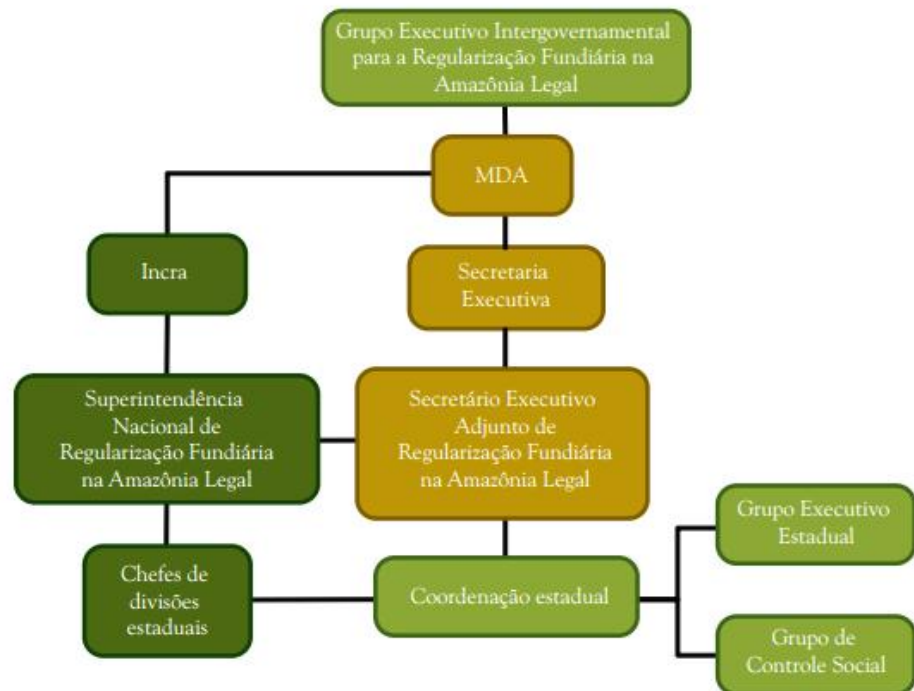 Grupo Executivo Intergovernamental
para a Regularização Fundiária na
Amazônia Legal
MDA
Incra
Secretaria
Executiva
Superintendência
Nacional de
Regularização Fundiária
na Amazônia Legal
Secretário Executivo
Adjunto de
Regularização Fundiária
na Amazônia Legal
Grupo Executivo
Estadual
Chefes de
divisões
estaduais
Coordenação estadual
Grupo de
Controle Social